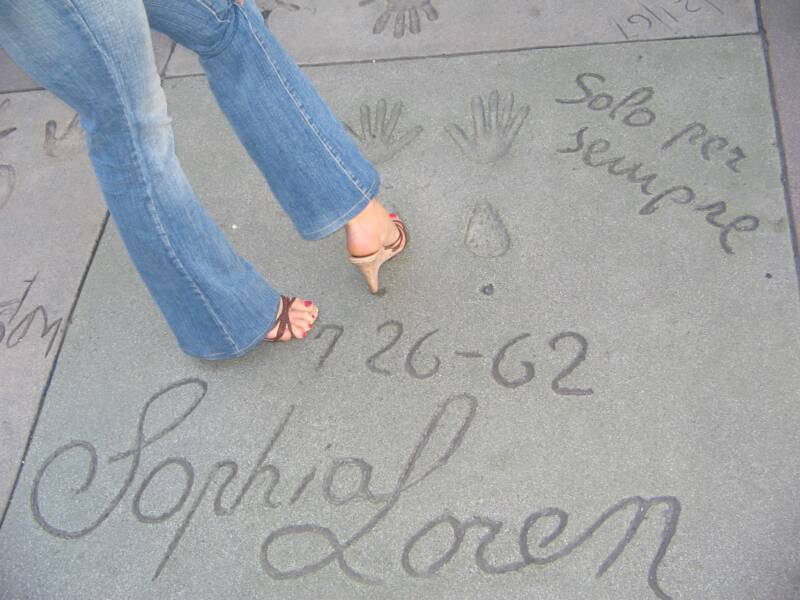 Solo per
sempre
7 26-62
Sophia
Loren